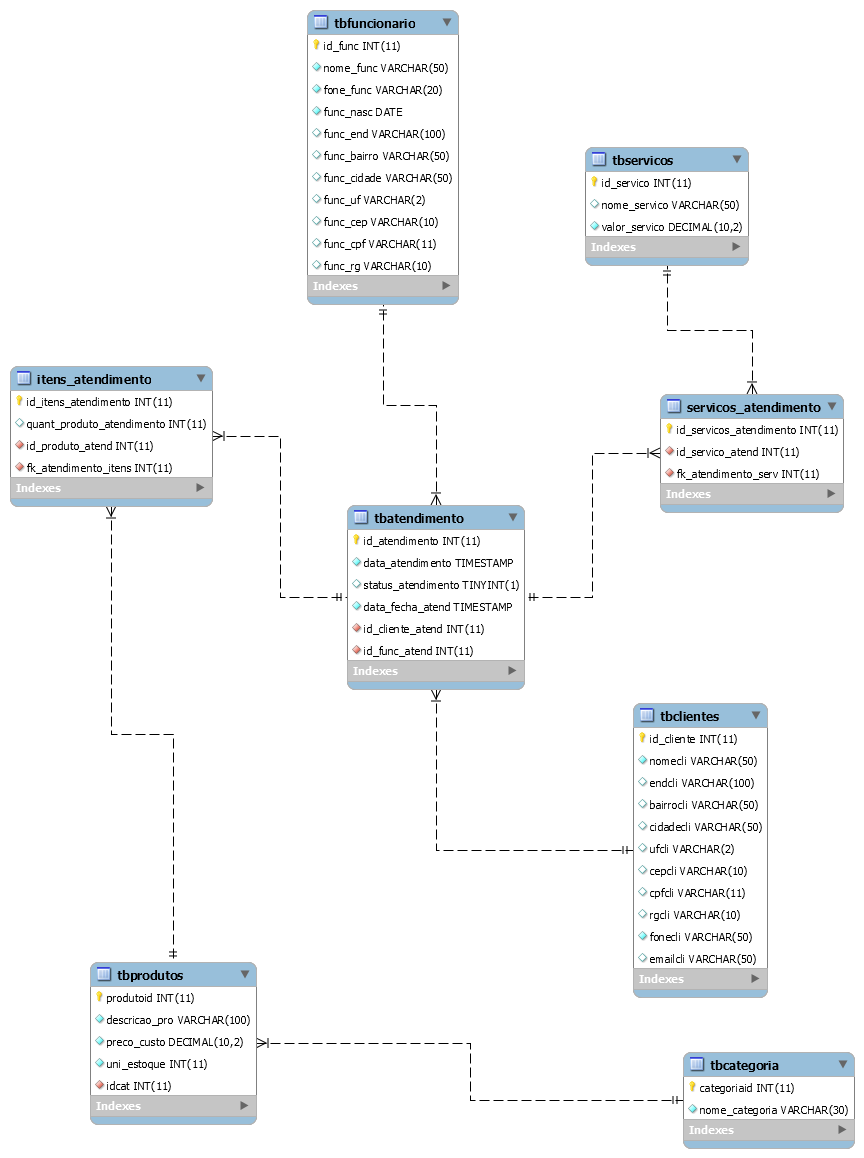 tbfuncionario
id_func INT(11)
nome_func VARCHAR(50)
fone_func VARCHAR(20)
func_nasc DATE
func_end VARCHAR(100)
func_bairro VARCHAR(50)
func_cidade VARCHAR(50)
func_uf VARCHAR(2)
func_cep VARCHAR(10)
func_cpf VARCHAR(11)
func_rg VARCHAR(10)
Indexes
tbservicos
id_servico INT(11)
nome_servico VARCHAR(50)
valor_servico DECIMAL(10,2)
Indexes
itens_atendimento
id_itens_atendimento INT(11)
quant_produto_atendimento INT(11)
id_produto_atend INT(11)
fk_atendimento_itens INT(11)
Indexes
servicos_atendimento
id_servicos_atendimento INT(11)
id_servico_atend INT(11)
fk_atendimento_serv INT(11)
Indexes
tbatendimento
id_atendimento INT(11)
data_atendimento TIMESTAMP
status_atendimento TINYINT(1)
data_fecha_atend TIMESTAMP
id_cliente_atend INT(11)
id_func_atend INT(11)
Indexes
tbclientes
id_cliente INT(11)
nomecli VARCHAR(50)
endcli VARCHAR(100)
bairrocli VARCHAR(50)
cidadecli VARCHAR(50)
ufcli VARCHAR(2)
cepcli VARCHAR(10)
cpfcli VARCHAR(11)
rgcli VARCHAR(10)
fonecli VARCHAR(50)
emailcli VARCHAR(50)
Indexes
tbprodutos
produtoid INT(11)
descricao_pro VARCHAR(100)
preco_custo DECIMAL(10,2)
uni_estoque INT(11)
idcat INT(11)
Indexes
tbcategoria
categoriaid INT(11)
nome_categoria VARCHAR(30)
Indexes